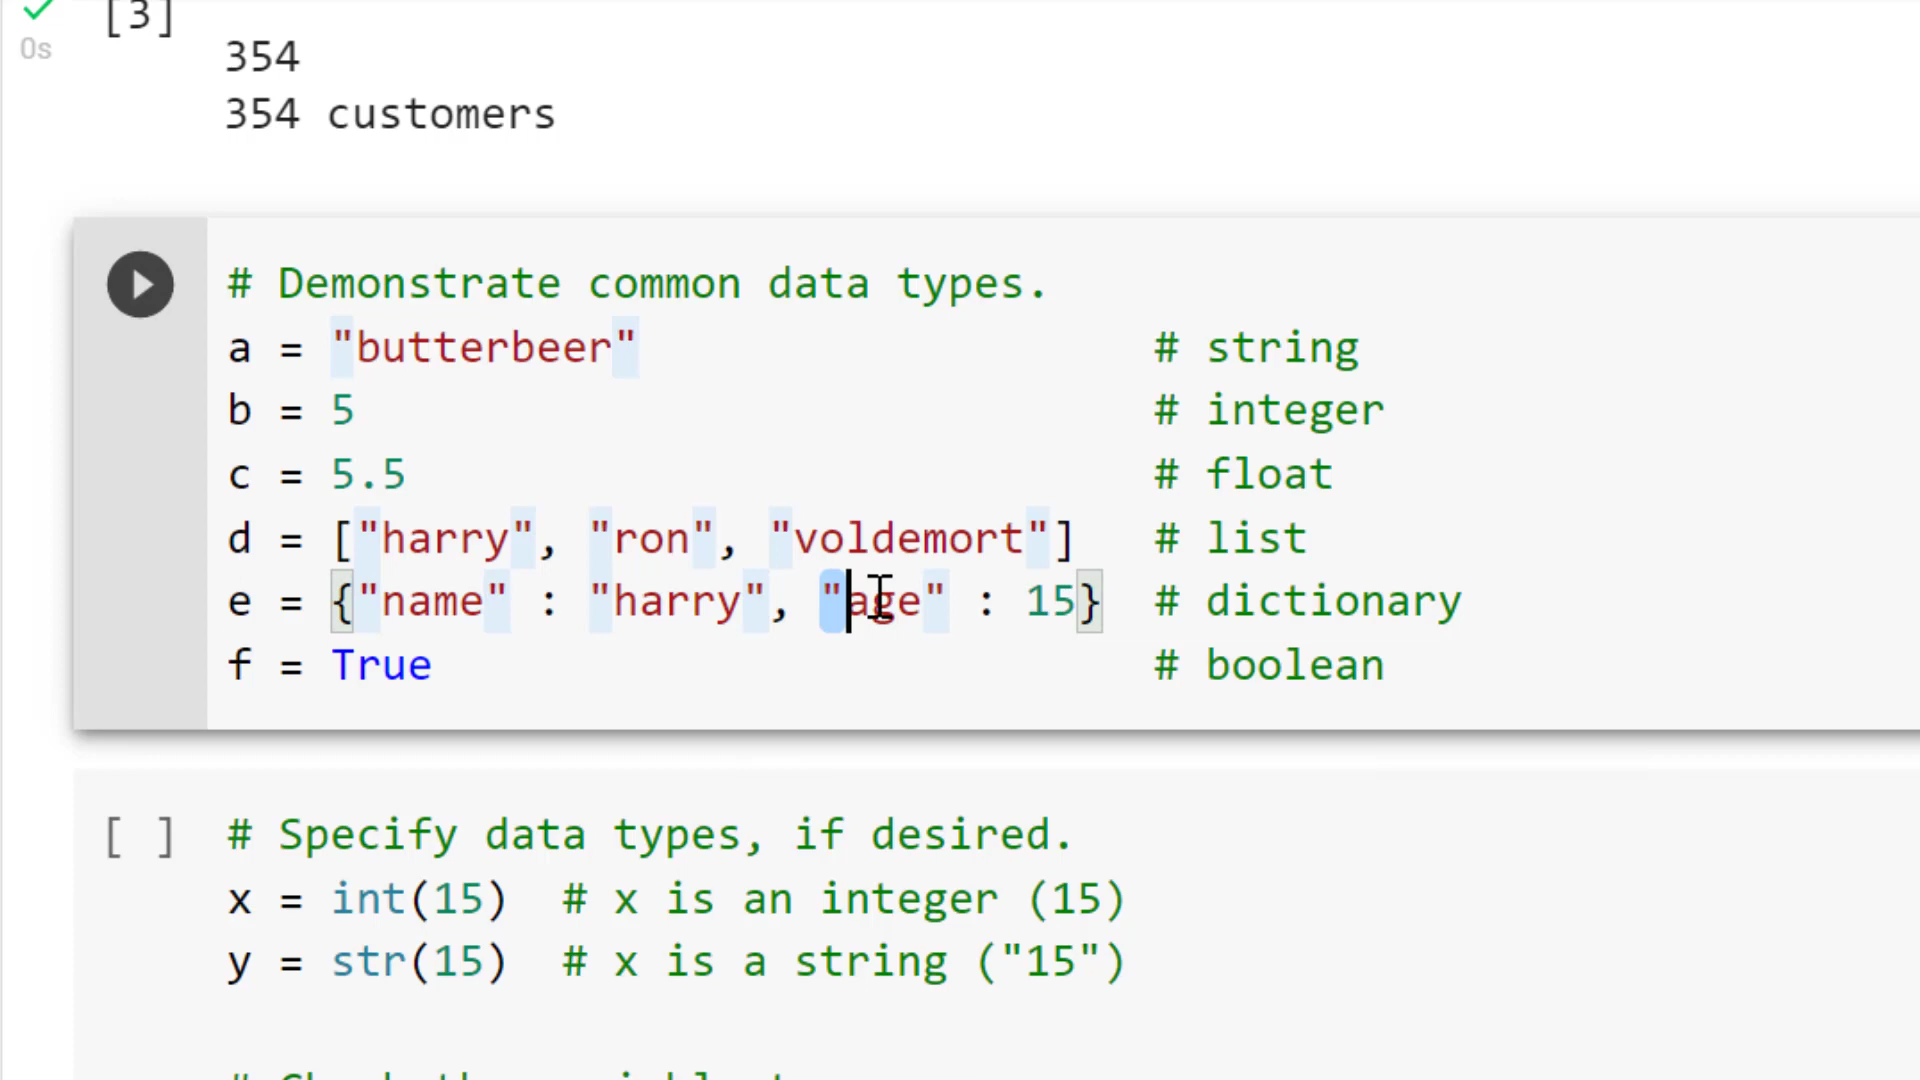 [3]
0s
354
354 customers
# Demonstrate common data types.
a = "butterbeer" # string
b = 5 # integer
c = 5.5 # float
d = ["harry", "ron", "voldemort"] # list
e = {"name" : "harry", "age" : 15} # dictionary
f = True # boolean
[ ] # Specify data types, if desired.
x = int(15) # x is an integer (15)
y = str(15) # x is a string ("15")